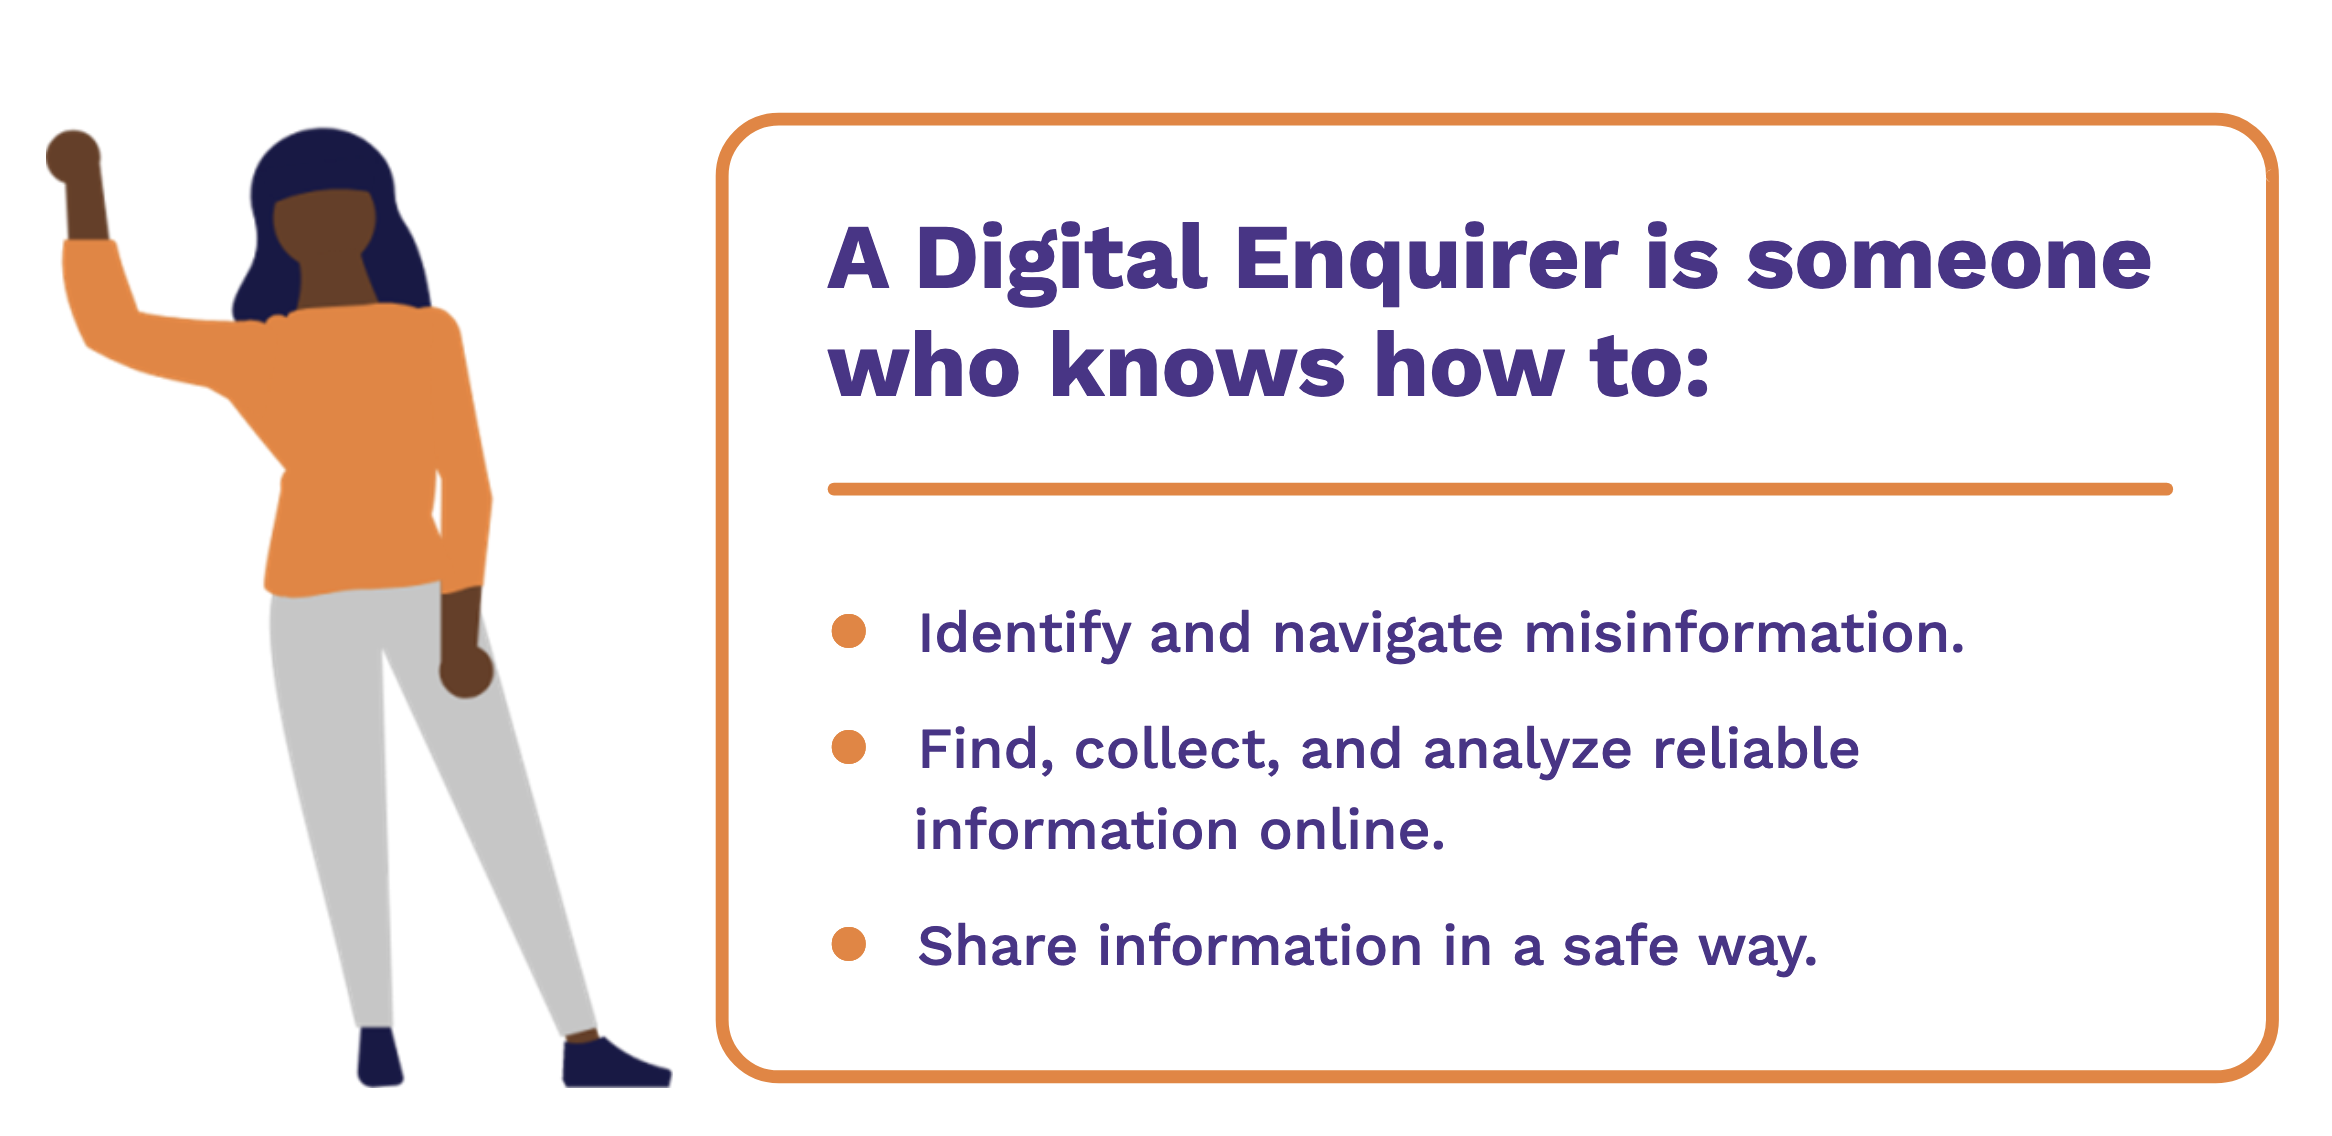 A Digital Enquirer is someone
who knows how to:
Identify and navigate misinformation.
Find, collect, and analyze reliable
information online.
Share information in a safe way.